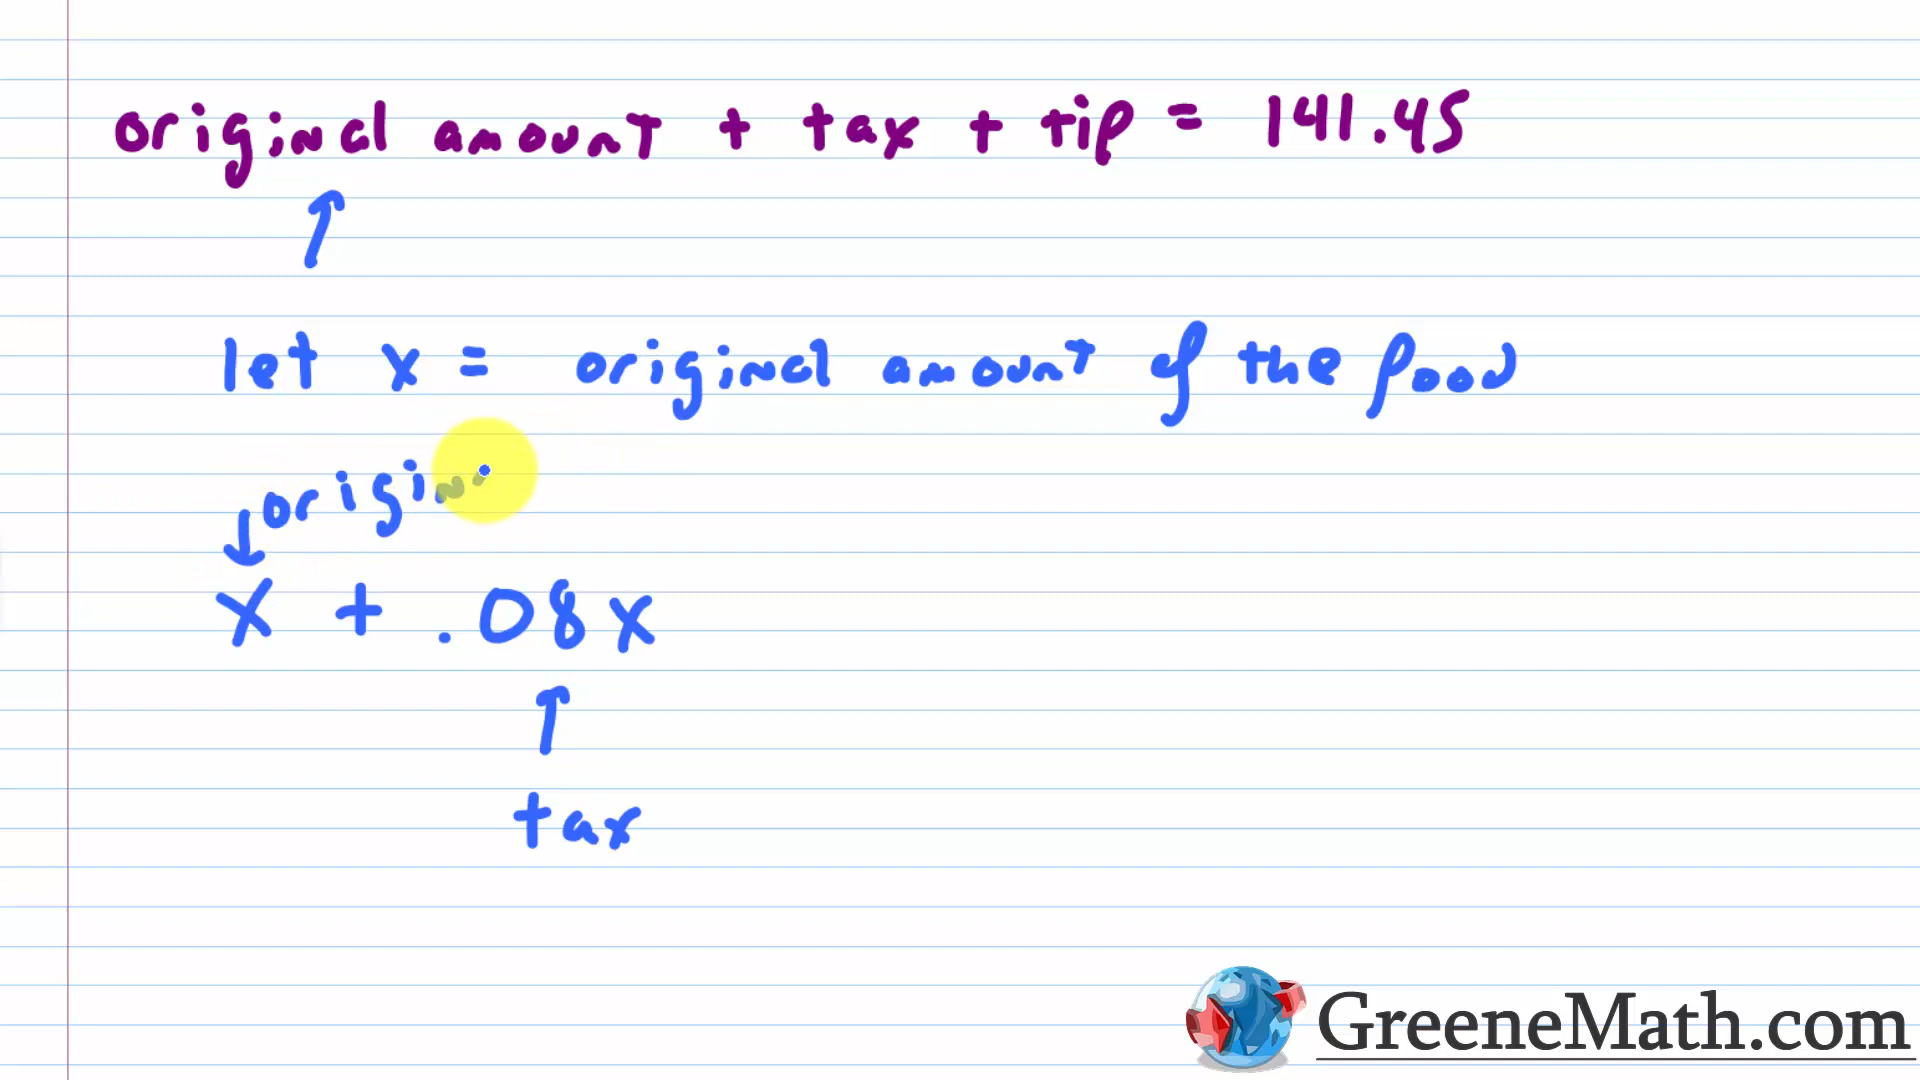 original amount + tax + tip = 141.45
let x = original amount of the food
origin
x + .08x
tax
GreeneMath.com